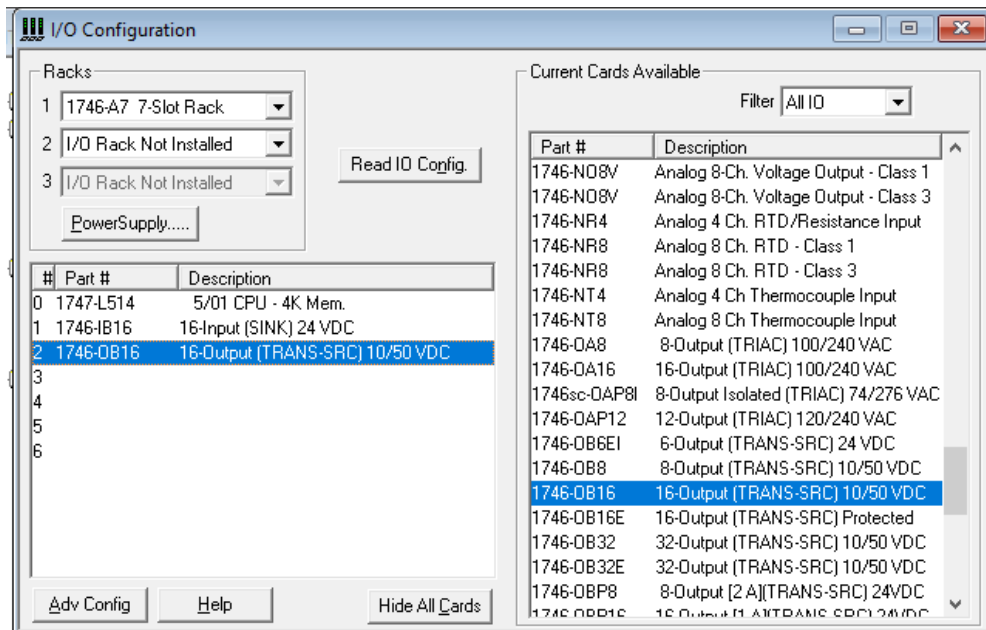 I/O Configuration
Racks
1 1746-A7 7-Slot Rack
2 I/O Rack Not Installed
3 I/O Rack Not Installed
PowerSupply.....
Read IO Config.
# Part # Description
0 1747-L514 5/01 CPU - 4K Mem.
1 1746-IB16 16-Input (SINK) 24 VDC
2 1746-OB16 16-Output (TRANS-SRC) 10/50 VDC
3
4
5
6
Adv Config Help Hide All Cards
Current Cards Available
Filter All IO
Part # Description
1746-NO8V Analog 8-Ch. Voltage Output - Class 1
1746-NO8V Analog 8-Ch. Voltage Output - Class 3
1746-NR4 Analog 4 Ch. RTD/Resistance Input
1746-NR8 Analog 8 Ch. RTD - Class 1
1746-NR8 Analog 8 Ch. RTD - Class 3
1746-NT4 Analog 4 Ch Thermocouple Input
1746-NT8 Analog 8 Ch Thermocouple Input
1746-OA8 8-Output (TRIAC) 100/240 VAC
1746-OA16 16-Output (TRIAC) 100/240 VAC
1746sc-OAP8I 8-Output Isolated (TRIAC) 74/276 VAC
1746-OAP12 12-Output (TRIAC) 120/240 VAC
1746-OB6EI 6-Output (TRANS-SRC) 24 VDC
1746-OB8 8-Output (TRANS-SRC) 10/50 VDC
1746-OB16 16-Output (TRANS-SRC) 10/50 VDC
1746-OB16E 16-Output (TRANS-SRC) Protected
1746-OB32 32-Output (TRANS-SRC) 10/50 VDC
1746-OB32E 32-Output (TRANS-SRC) 10/50 VDC
1746-OBP8 8-Output [2 A](TRANS-SRC) 24VDC
1746-OBP16 16-Output [1 A](TRANS-SRC) 24VDC